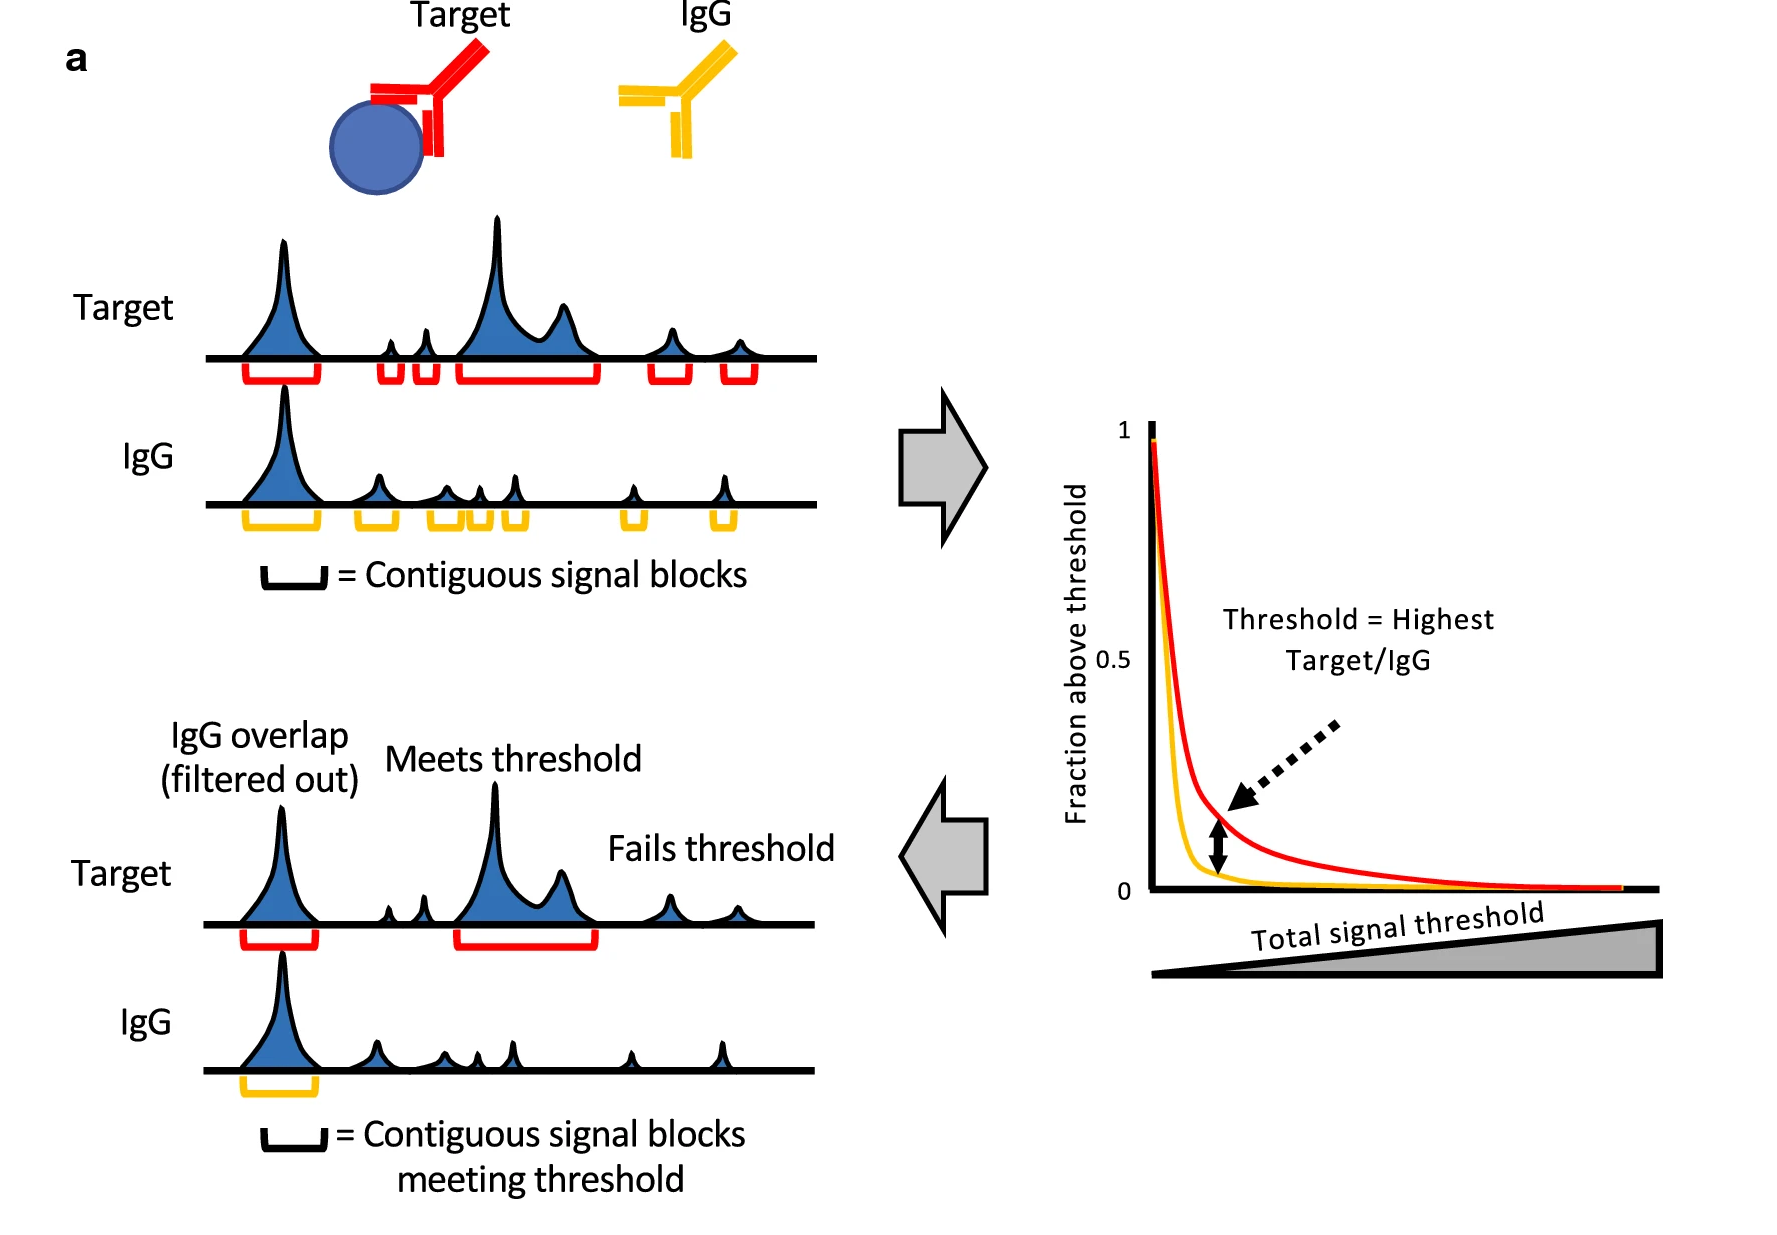 a
Target
IgG
Target
IgG
= Contiguous signal blocks
1
0.5
0
Fraction above threshold
Threshold = Highest
Target/IgG
Total signal threshold
IgG overlap
(filtered out)
Meets threshold
Fails threshold
Target
IgG
= Contiguous signal blocks
meeting threshold